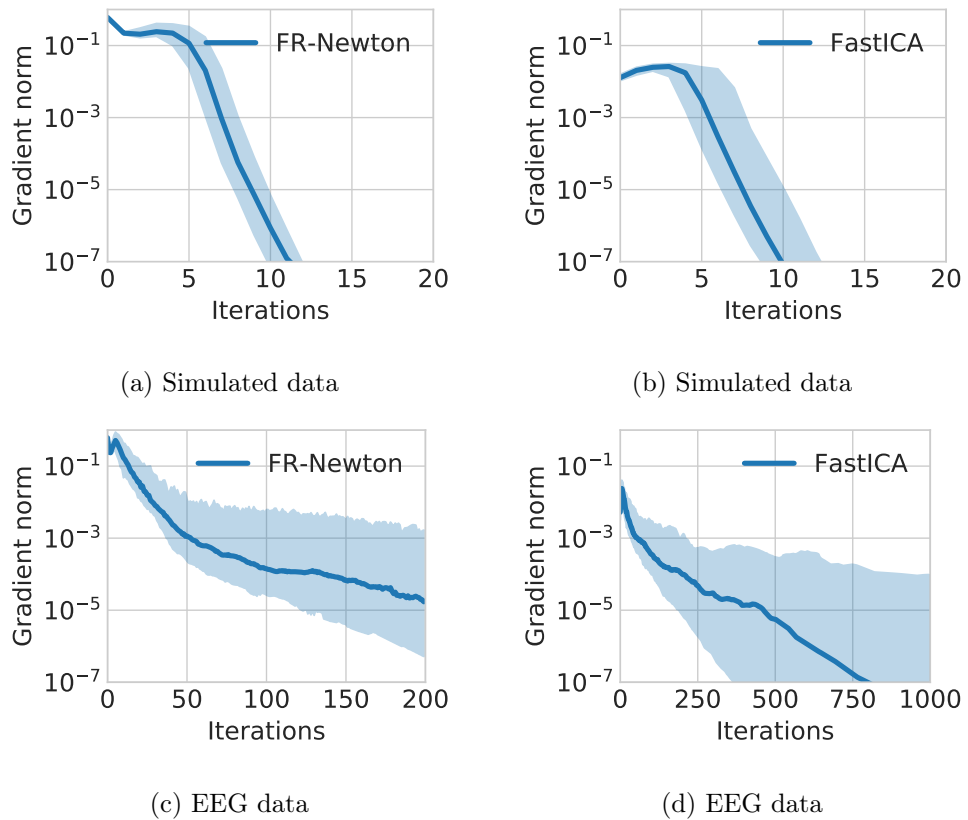 FR-Newton
Gradient norm
10⁻¹
10⁻³
10⁻⁵
10⁻⁷
0 5 10 15 20
Iterations
(a) Simulated data
FastICA
Gradient norm
10⁻¹
10⁻³
10⁻⁵
10⁻⁷
0 5 10 15 20
Iterations
(b) Simulated data
FR-Newton
Gradient norm
10⁻¹
10⁻³
10⁻⁵
10⁻⁷
0 50 100 150 200
Iterations
(c) EEG data
FastICA
Gradient norm
10⁻¹
10⁻³
10⁻⁵
10⁻⁷
0 250 500 750 1000
Iterations
(d) EEG data